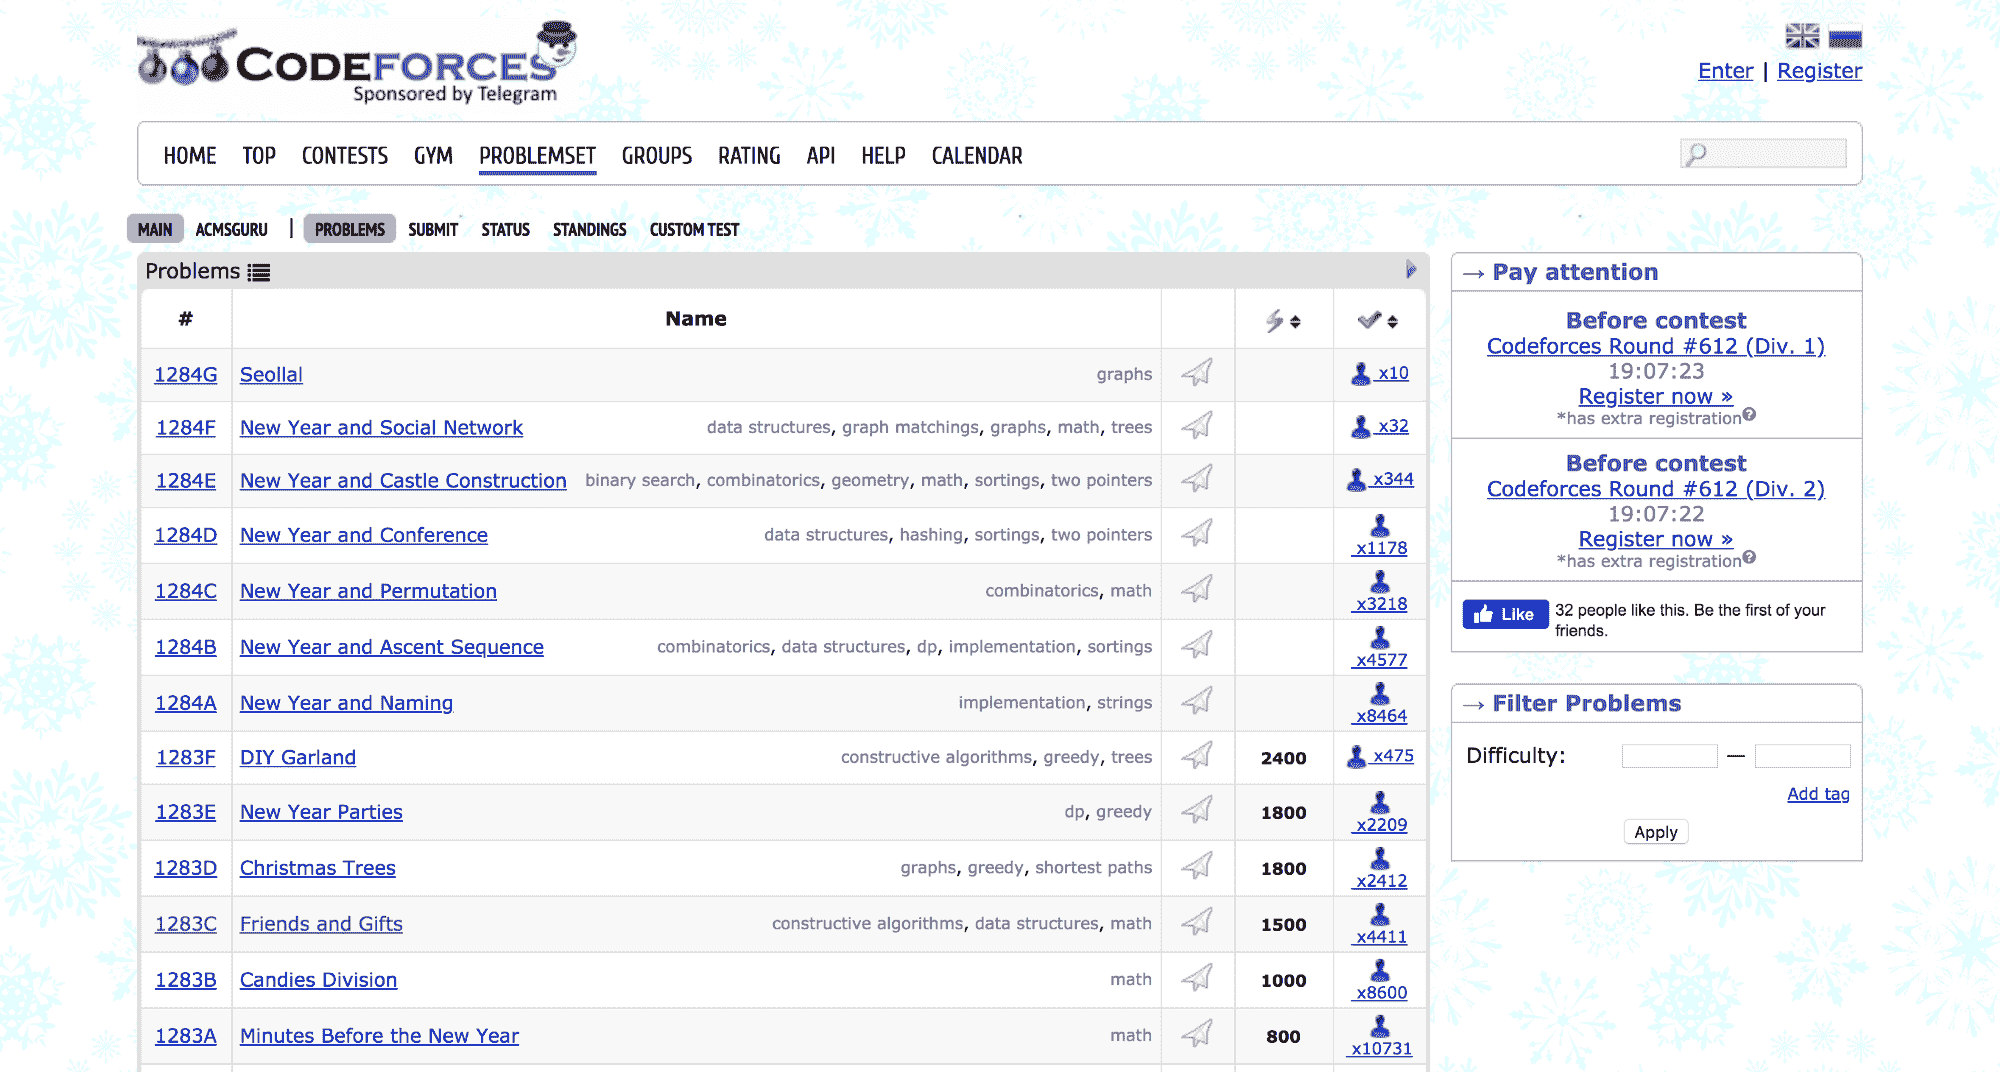 CODEFORCES
Sponsored by Telegram
Enter | Register
HOME TOP CONTESTS GYM PROBLEMSET GROUPS RATING API HELP CALENDAR
MAIN ACMSGURU | PROBLEMS SUBMIT STATUS STANDINGS CUSTOM TEST
Problems
# Name
1284G Seollal graphs x10
1284F New Year and Social Network data structures, graph matchings, graphs, math, trees x32
1284E New Year and Castle Construction binary search, combinatorics, geometry, math, sortings, two pointers x344
1284D New Year and Conference data structures, hashing, sortings, two pointers x1178
1284C New Year and Permutation combinatorics, math x3218
1284B New Year and Ascent Sequence combinatorics, data structures, dp, implementation, sortings x4577
1284A New Year and Naming implementation, strings x8464
1283F DIY Garland constructive algorithms, greedy, trees 2400 x475
1283E New Year Parties dp, greedy 1800 x2209
1283D Christmas Trees graphs, greedy, shortest paths 1800 x2412
1283C Friends and Gifts constructive algorithms, data structures, math 1500 x4411
1283B Candies Division math 1000 x8600
1283A Minutes Before the New Year math 800 x10731
→ Pay attention
Before contest
Codeforces Round #612 (Div. 1)
19:07:23
Register now »
*has extra registration?
Before contest
Codeforces Round #612 (Div. 2)
19:07:22
Register now »
*has extra registration?
Like 32 people like this. Be the first of your
friends.
→ Filter Problems
Difficulty: —
Add tag
Apply